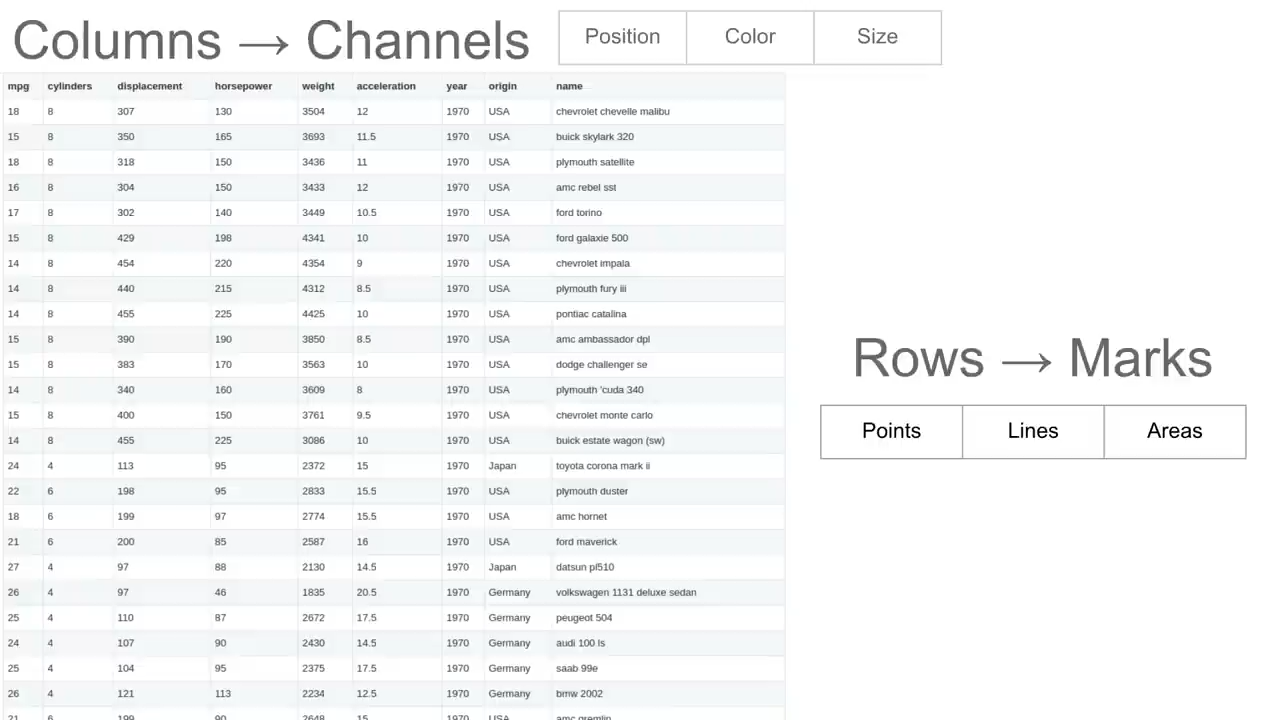 Columns → Channels
Position Color Size
mpg cylinders displacement horsepower weight acceleration year origin name
18 8 307 130 3504 12 1970 USA chevrolet chevelle malibu
15 8 350 165 3693 11.5 1970 USA buick skylark 320
18 8 318 150 3436 11 1970 USA plymouth satellite
16 8 304 150 3433 12 1970 USA amc rebel sst
17 8 302 140 3449 10.5 1970 USA ford torino
15 8 429 198 4341 10 1970 USA ford galaxie 500
14 8 454 220 4354 9 1970 USA chevrolet impala
14 8 440 215 4312 8.5 1970 USA plymouth fury iii
14 8 455 225 4425 10 1970 USA pontiac catalina
15 8 390 190 3850 8.5 1970 USA amc ambassador dpl
15 8 383 170 3563 10 1970 USA dodge challenger se
14 8 340 160 3609 8 1970 USA plymouth 'cuda 340
15 8 400 150 3761 9.5 1970 USA chevrolet monte carlo
14 8 455 225 3086 10 1970 USA buick estate wagon (sw)
24 4 113 95 2372 15 1970 Japan toyota corona mark ii
22 6 198 95 2833 15.5 1970 USA plymouth duster
18 6 199 97 2774 15.5 1970 USA amc hornet
21 6 200 85 2587 16 1970 USA ford maverick
27 4 97 88 2130 14.5 1970 Japan datsun pl510
26 4 97 46 1835 20.5 1970 Germany volkswagen 1131 deluxe sedan
25 4 110 87 2672 17.5 1970 Germany peugeot 504
24 4 107 90 2430 14.5 1970 Germany audi 100 ls
25 4 104 95 2375 17.5 1970 Germany saab 99e
26 4 121 113 2234 12.5 1970 Germany bmw 2002
21 6 199 90 2648 15 1970 USA amc gremlin
Rows → Marks
Points Lines Areas